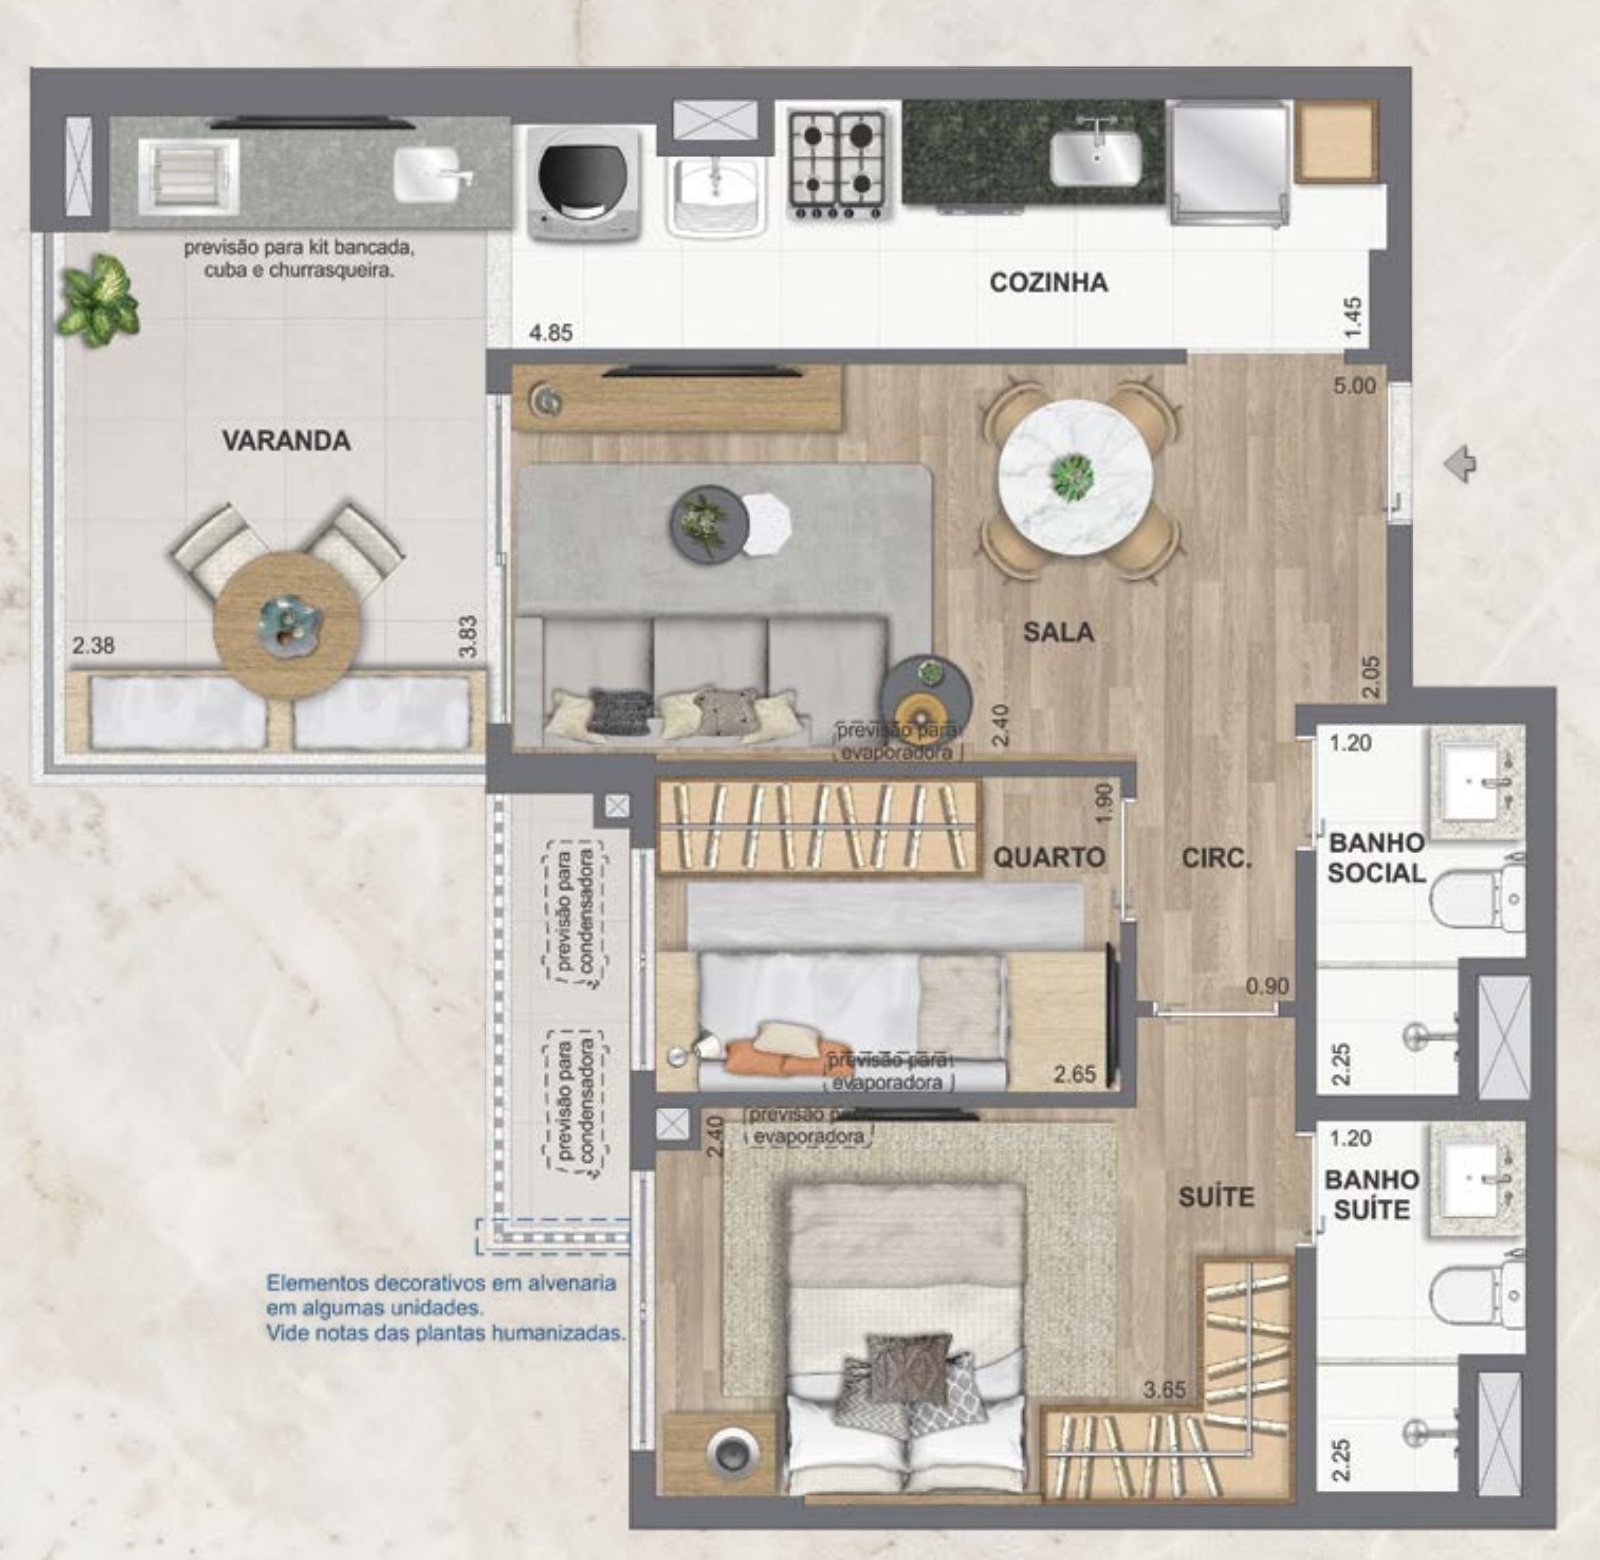 previsão para kit bancada,
cuba e churrasqueira.
COZINHA
4.85
1.45
5.00
VARANDA
2.38
3.83
SALA
2.05
previsão para
evaporadora
2.40
1.20
1.90
QUARTO
CIRC.
BANHO
SOCIAL
previsão para
condensadora
0.90
2.25
previsão para
evaporadora
2.65
previsão para
condensadora
previsão
evaporadora
2.40
1.20
BANHO
SUÍTE
SUÍTE
Elementos decorativos em alvenaria
em algumas unidades.
Vide notas das plantas humanizadas.
3.65
2.25